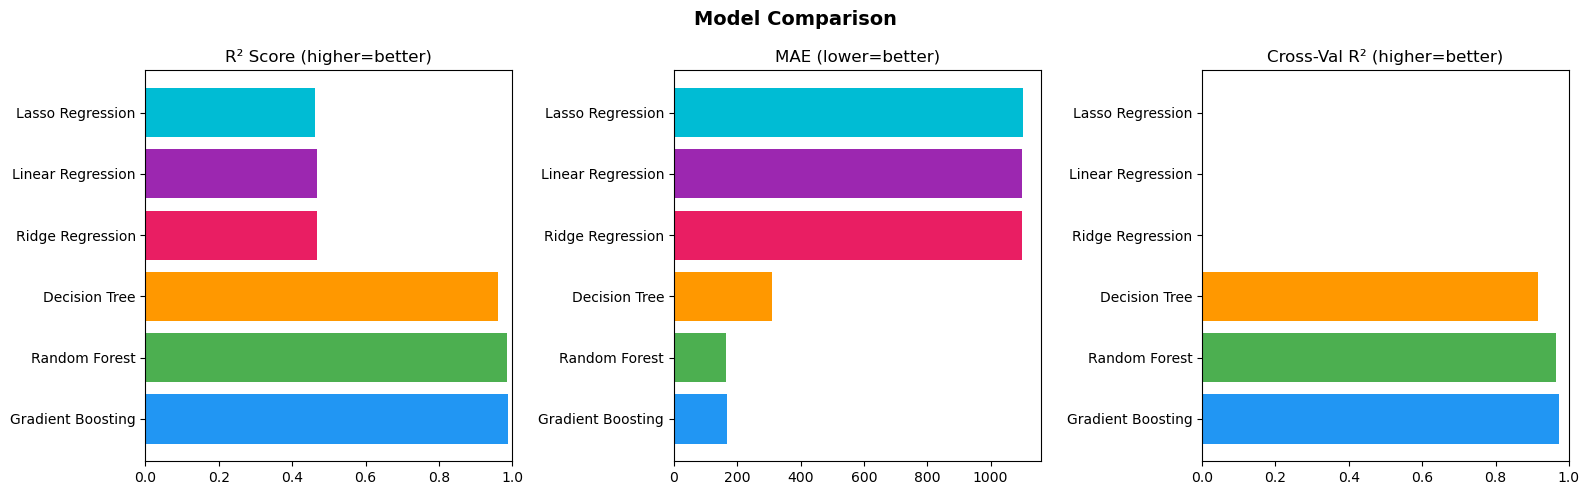 Model Comparison
R² Score (higher=better)
Lasso Regression
Linear Regression
Ridge Regression
Decision Tree
Random Forest
Gradient Boosting
0.0 0.2 0.4 0.6 0.8 1.0
MAE (lower=better)
Lasso Regression
Linear Regression
Ridge Regression
Decision Tree
Random Forest
Gradient Boosting
0 200 400 600 800 1000
Cross-Val R² (higher=better)
Lasso Regression
Linear Regression
Ridge Regression
Decision Tree
Random Forest
Gradient Boosting
0.0 0.2 0.4 0.6 0.8 1.0